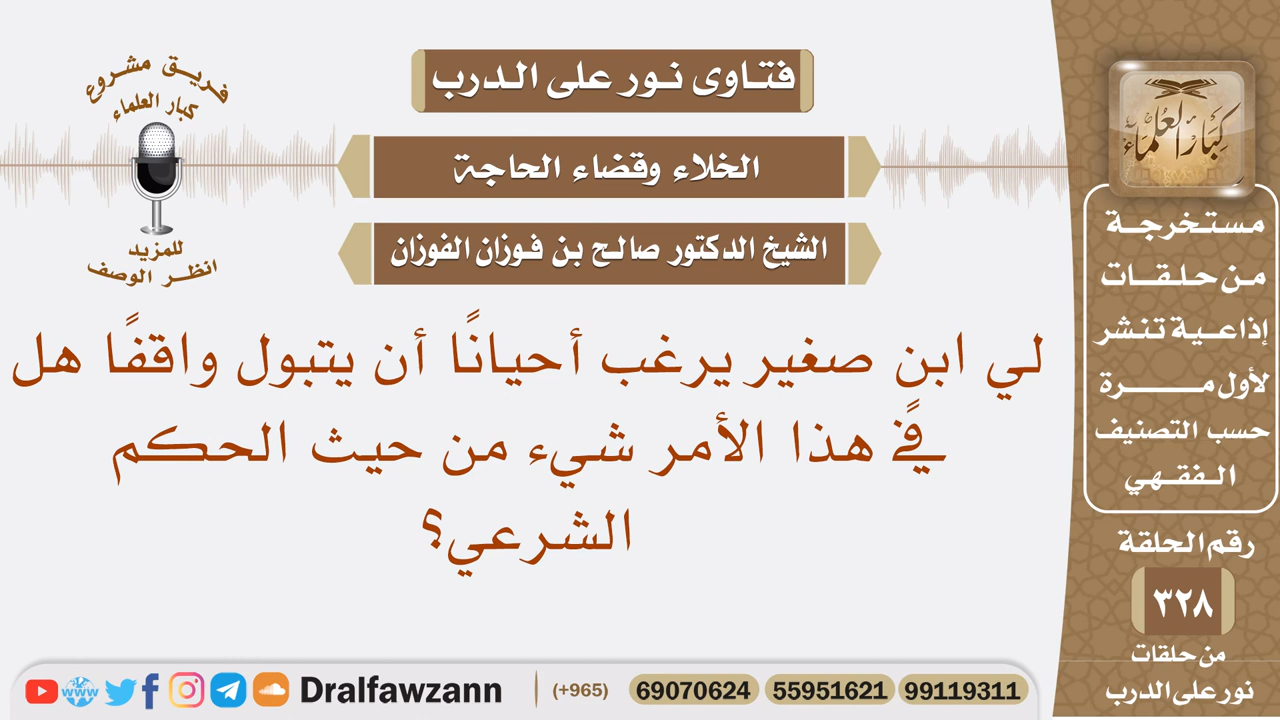 فتاوى نور على الدرب
الخلاء وقضاء الحاجة
الشيخ الدكتور صالح بن فوزان الفوزان
لي ابن صغير يرغب أحيانًا أن يتبول واقفًا هل
في هذا الأمر شيء من حيث الحكم
الشرعي؟
فريق مشروع
كبار العلماء
للمزيد
انظر الوصف
كبار العلماء
مستخرجة
من حلقات
إذاعية تنشر
لأول مرة
حسب التصنيف
الفقهي
رقم الحلقة
٣٢٨
من حلقات
نور على الدرب
www Dralfawzann (+965) 69070624 55951621 99119311